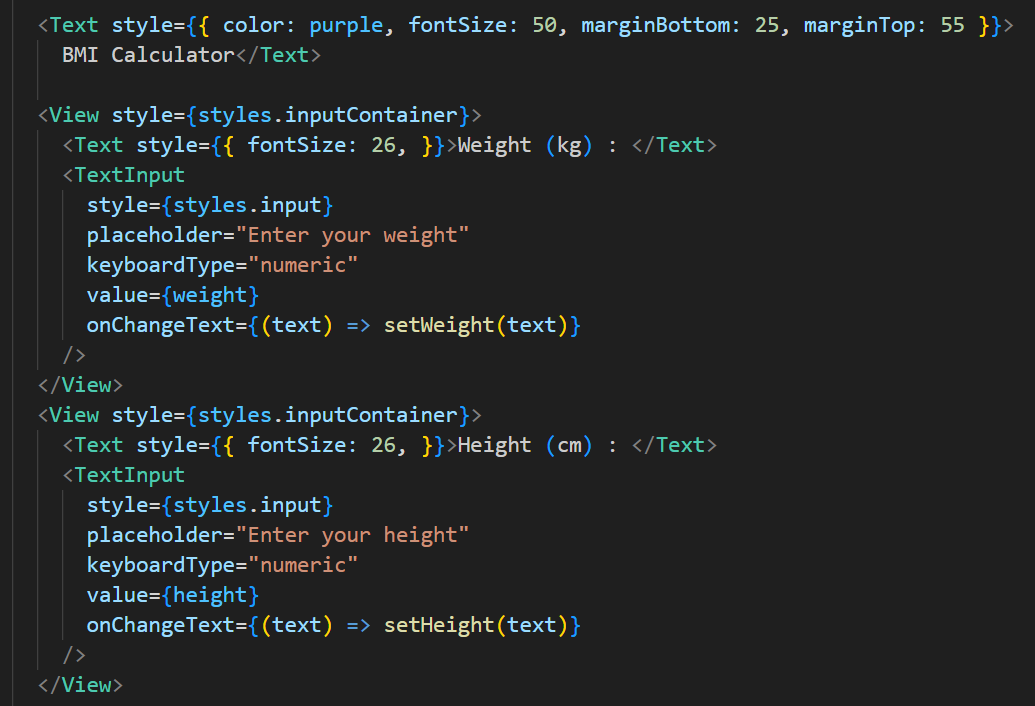 <Text style={{ color: purple, fontSize: 50, marginBottom: 25, marginTop: 55 }}>
  BMI Calculator</Text>

<View style={styles.inputContainer}>
  <Text style={{ fontSize: 26, }}>Weight (kg) : </Text>
  <TextInput
    style={styles.input}
    placeholder="Enter your weight"
    keyboardType="numeric"
    value={weight}
    onChangeText={(text) => setWeight(text)}
  />
</View>
<View style={styles.inputContainer}>
  <Text style={{ fontSize: 26, }}>Height (cm) : </Text>
  <TextInput
    style={styles.input}
    placeholder="Enter your height"
    keyboardType="numeric"
    value={height}
    onChangeText={(text) => setHeight(text)}
  />
</View>